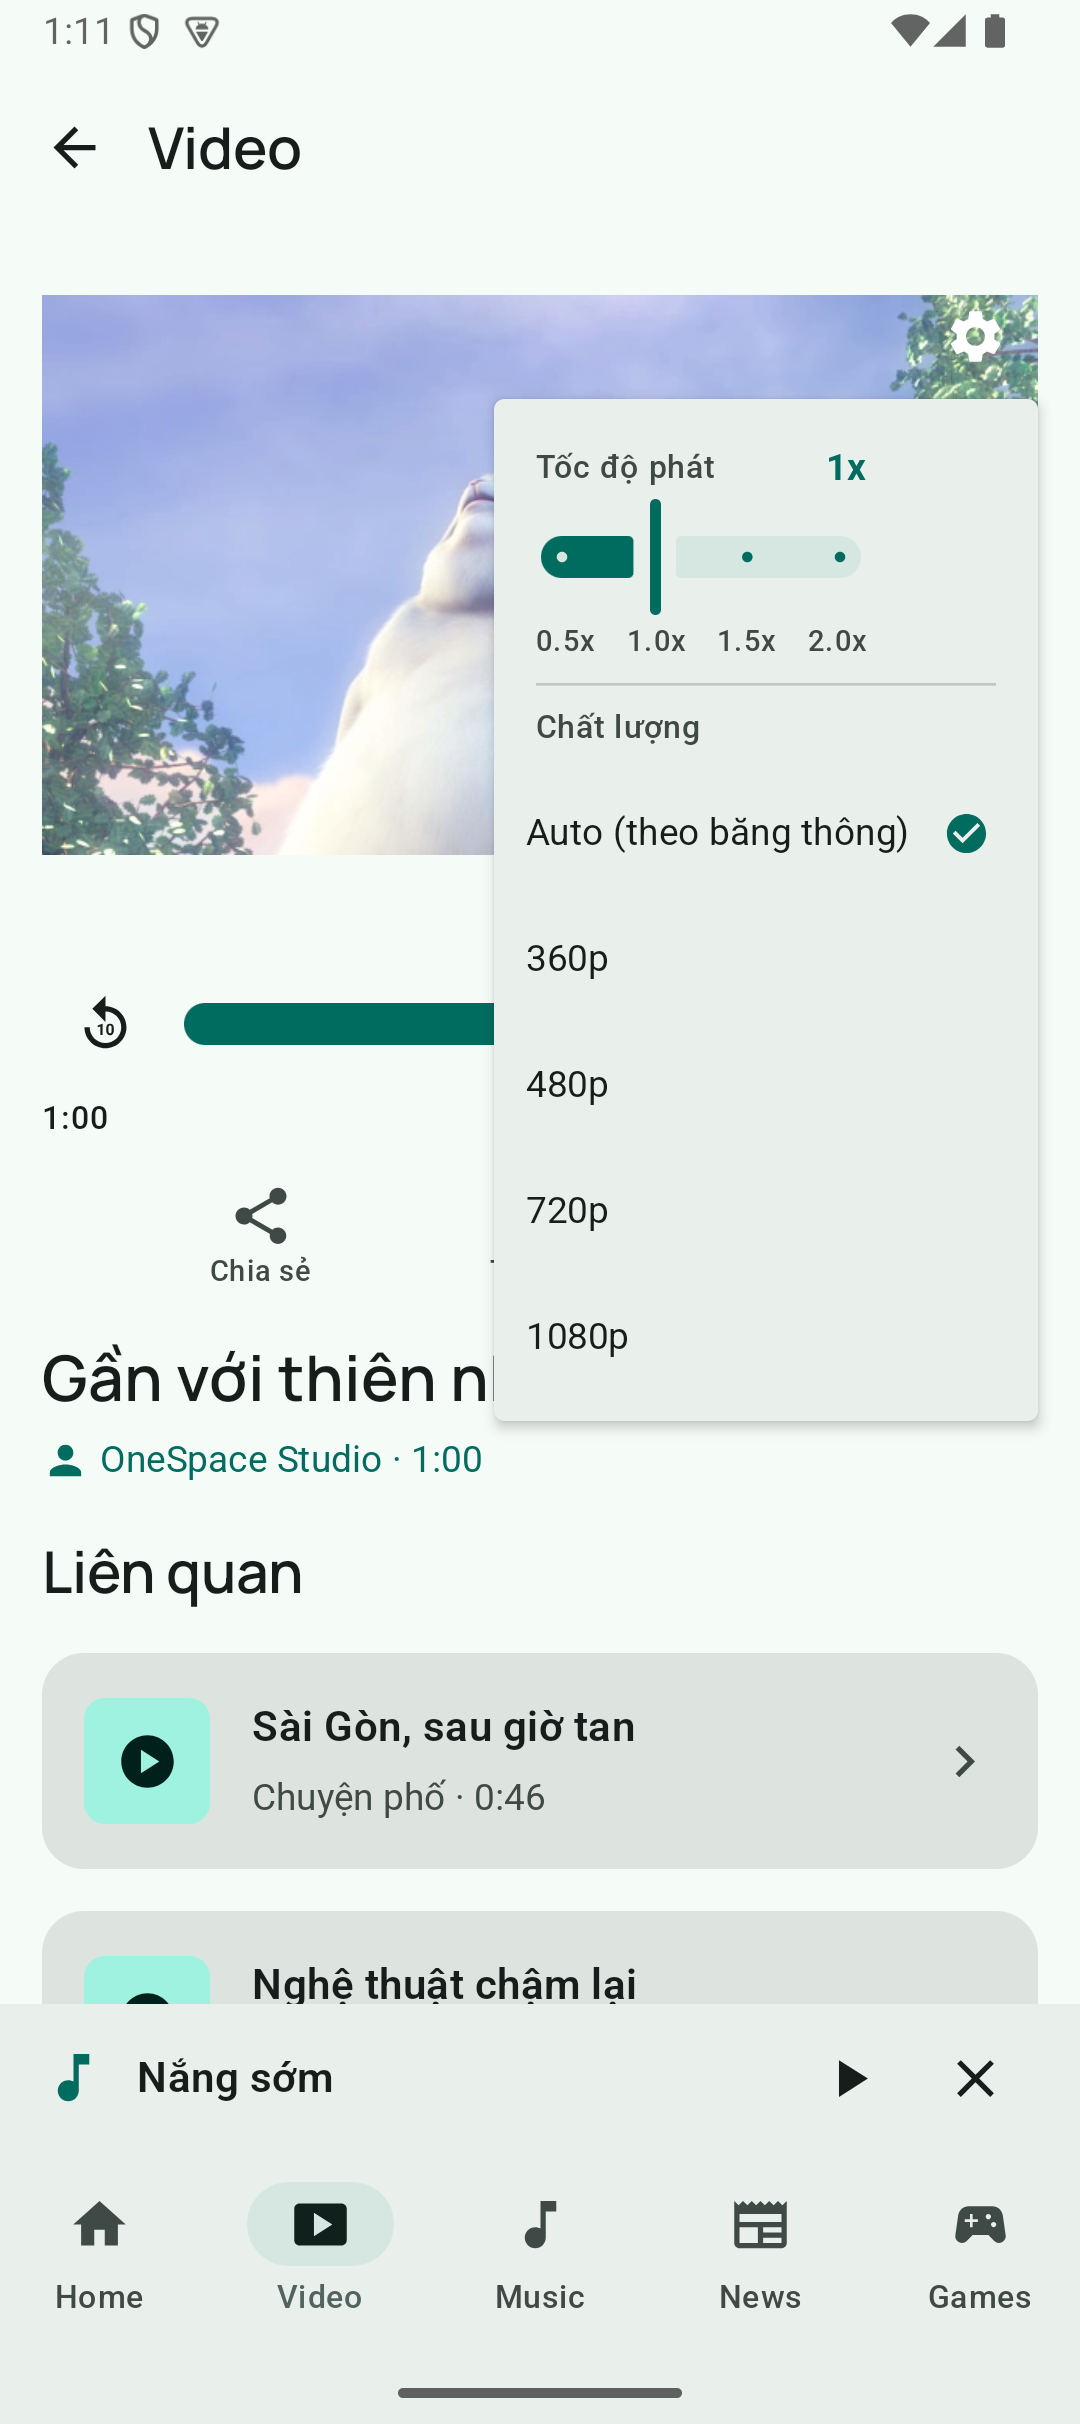 1:11
Video
Tốc độ phát 1x
0.5x 1.0x 1.5x 2.0x
Chất lượng
Auto (theo băng thông)
360p
480p
720p
1080p
10
1:00
Chia sẻ
Gần với thiên
OneSpace Studio · 1:00
Liên quan
Sài Gòn, sau giờ tan
Chuyện phố · 0:46
Nghệ thuật chậm lại
Nắng sớm
Home Video Music News Games